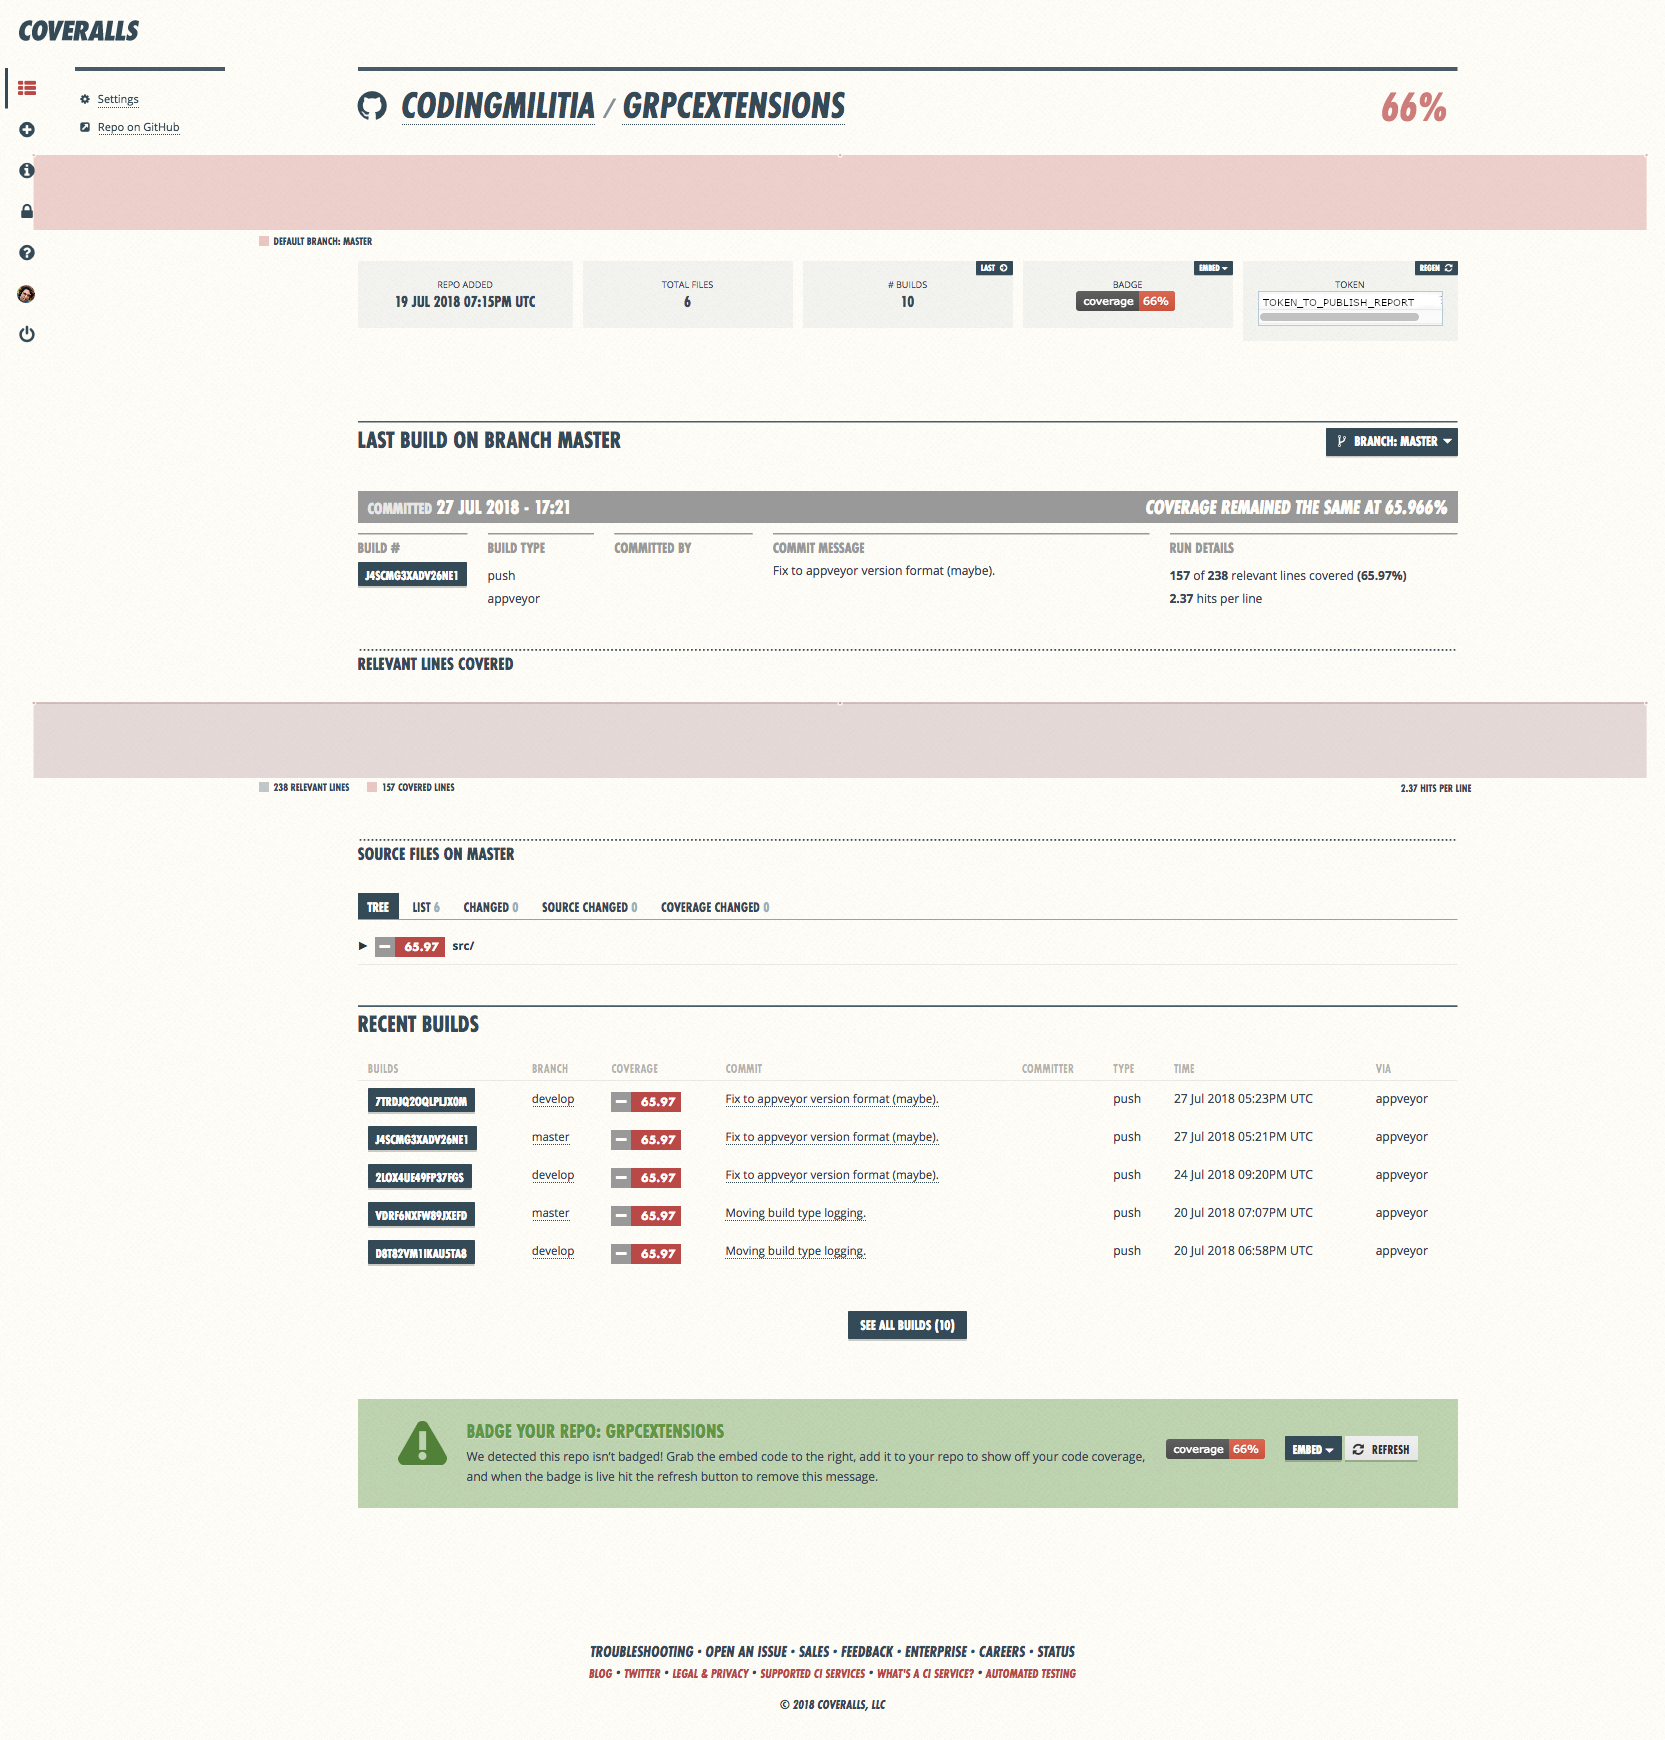 COVERALLS
Settings
Repo on GitHub
CODINGMILITIA / GRPCEXTENSIONS
66%
DEFAULT BRANCH: MASTER
REPO ADDED
19 JUL 2018 07:15PM UTC
TOTAL FILES
6
LAST
# BUILDS
10
EMBED
BADGE
coverage 66%
REGEN
TOKEN
TOKEN_TO_PUBLISH_REPORT
LAST BUILD ON BRANCH MASTER
BRANCH: MASTER
COMMITTED 27 JUL 2018 - 17:21
COVERAGE REMAINED THE SAME AT 65.966%
BUILD #
J4SCMG3XADV26NE1
BUILD TYPE
push
appveyor
COMMITTED BY
COMMIT MESSAGE
Fix to appveyor version format (maybe).
RUN DETAILS
157 of 238 relevant lines covered (65.97%)
2.37 hits per line
RELEVANT LINES COVERED
238 RELEVANT LINES 157 COVERED LINES 2.37 HITS PER LINE
SOURCE FILES ON MASTER
TREE LIST 6 CHANGED 0 SOURCE CHANGED 0 COVERAGE CHANGED 0
65.97 src/
RECENT BUILDS
BUILDS BRANCH COVERAGE COMMIT COMMITTER TYPE TIME VIA
7TRDJQ2OQLPLJX0M develop 65.97 Fix to appveyor version format (maybe). push 27 Jul 2018 05:23PM UTC appveyor
J4SCMG3XADV26NE1 master 65.97 Fix to appveyor version format (maybe). push 27 Jul 2018 05:21PM UTC appveyor
2LOX4UE49FP37FGS develop 65.97 Fix to appveyor version format (maybe). push 24 Jul 2018 09:20PM UTC appveyor
VDRF6NXFW89JXEFD master 65.97 Moving build type logging. push 20 Jul 2018 07:07PM UTC appveyor
D8T82VM1IKAU5TA8 develop 65.97 Moving build type logging. push 20 Jul 2018 06:58PM UTC appveyor
SEE ALL BUILDS (10)
BADGE YOUR REPO: GRPCEXTENSIONS
We detected this repo isn't badged! Grab the embed code to the right, add it to your repo to show off your code coverage,
and when the badge is live hit the refresh button to remove this message.
coverage 66%
EMBED
REFRESH
TROUBLESHOOTING • OPEN AN ISSUE • SALES • FEEDBACK • ENTERPRISE • CAREERS • STATUS
BLOG • TWITTER • LEGAL & PRIVACY • SUPPORTED CI SERVICES • WHAT'S A CI SERVICE? • AUTOMATED TESTING
© 2018 COVERALLS, LLC